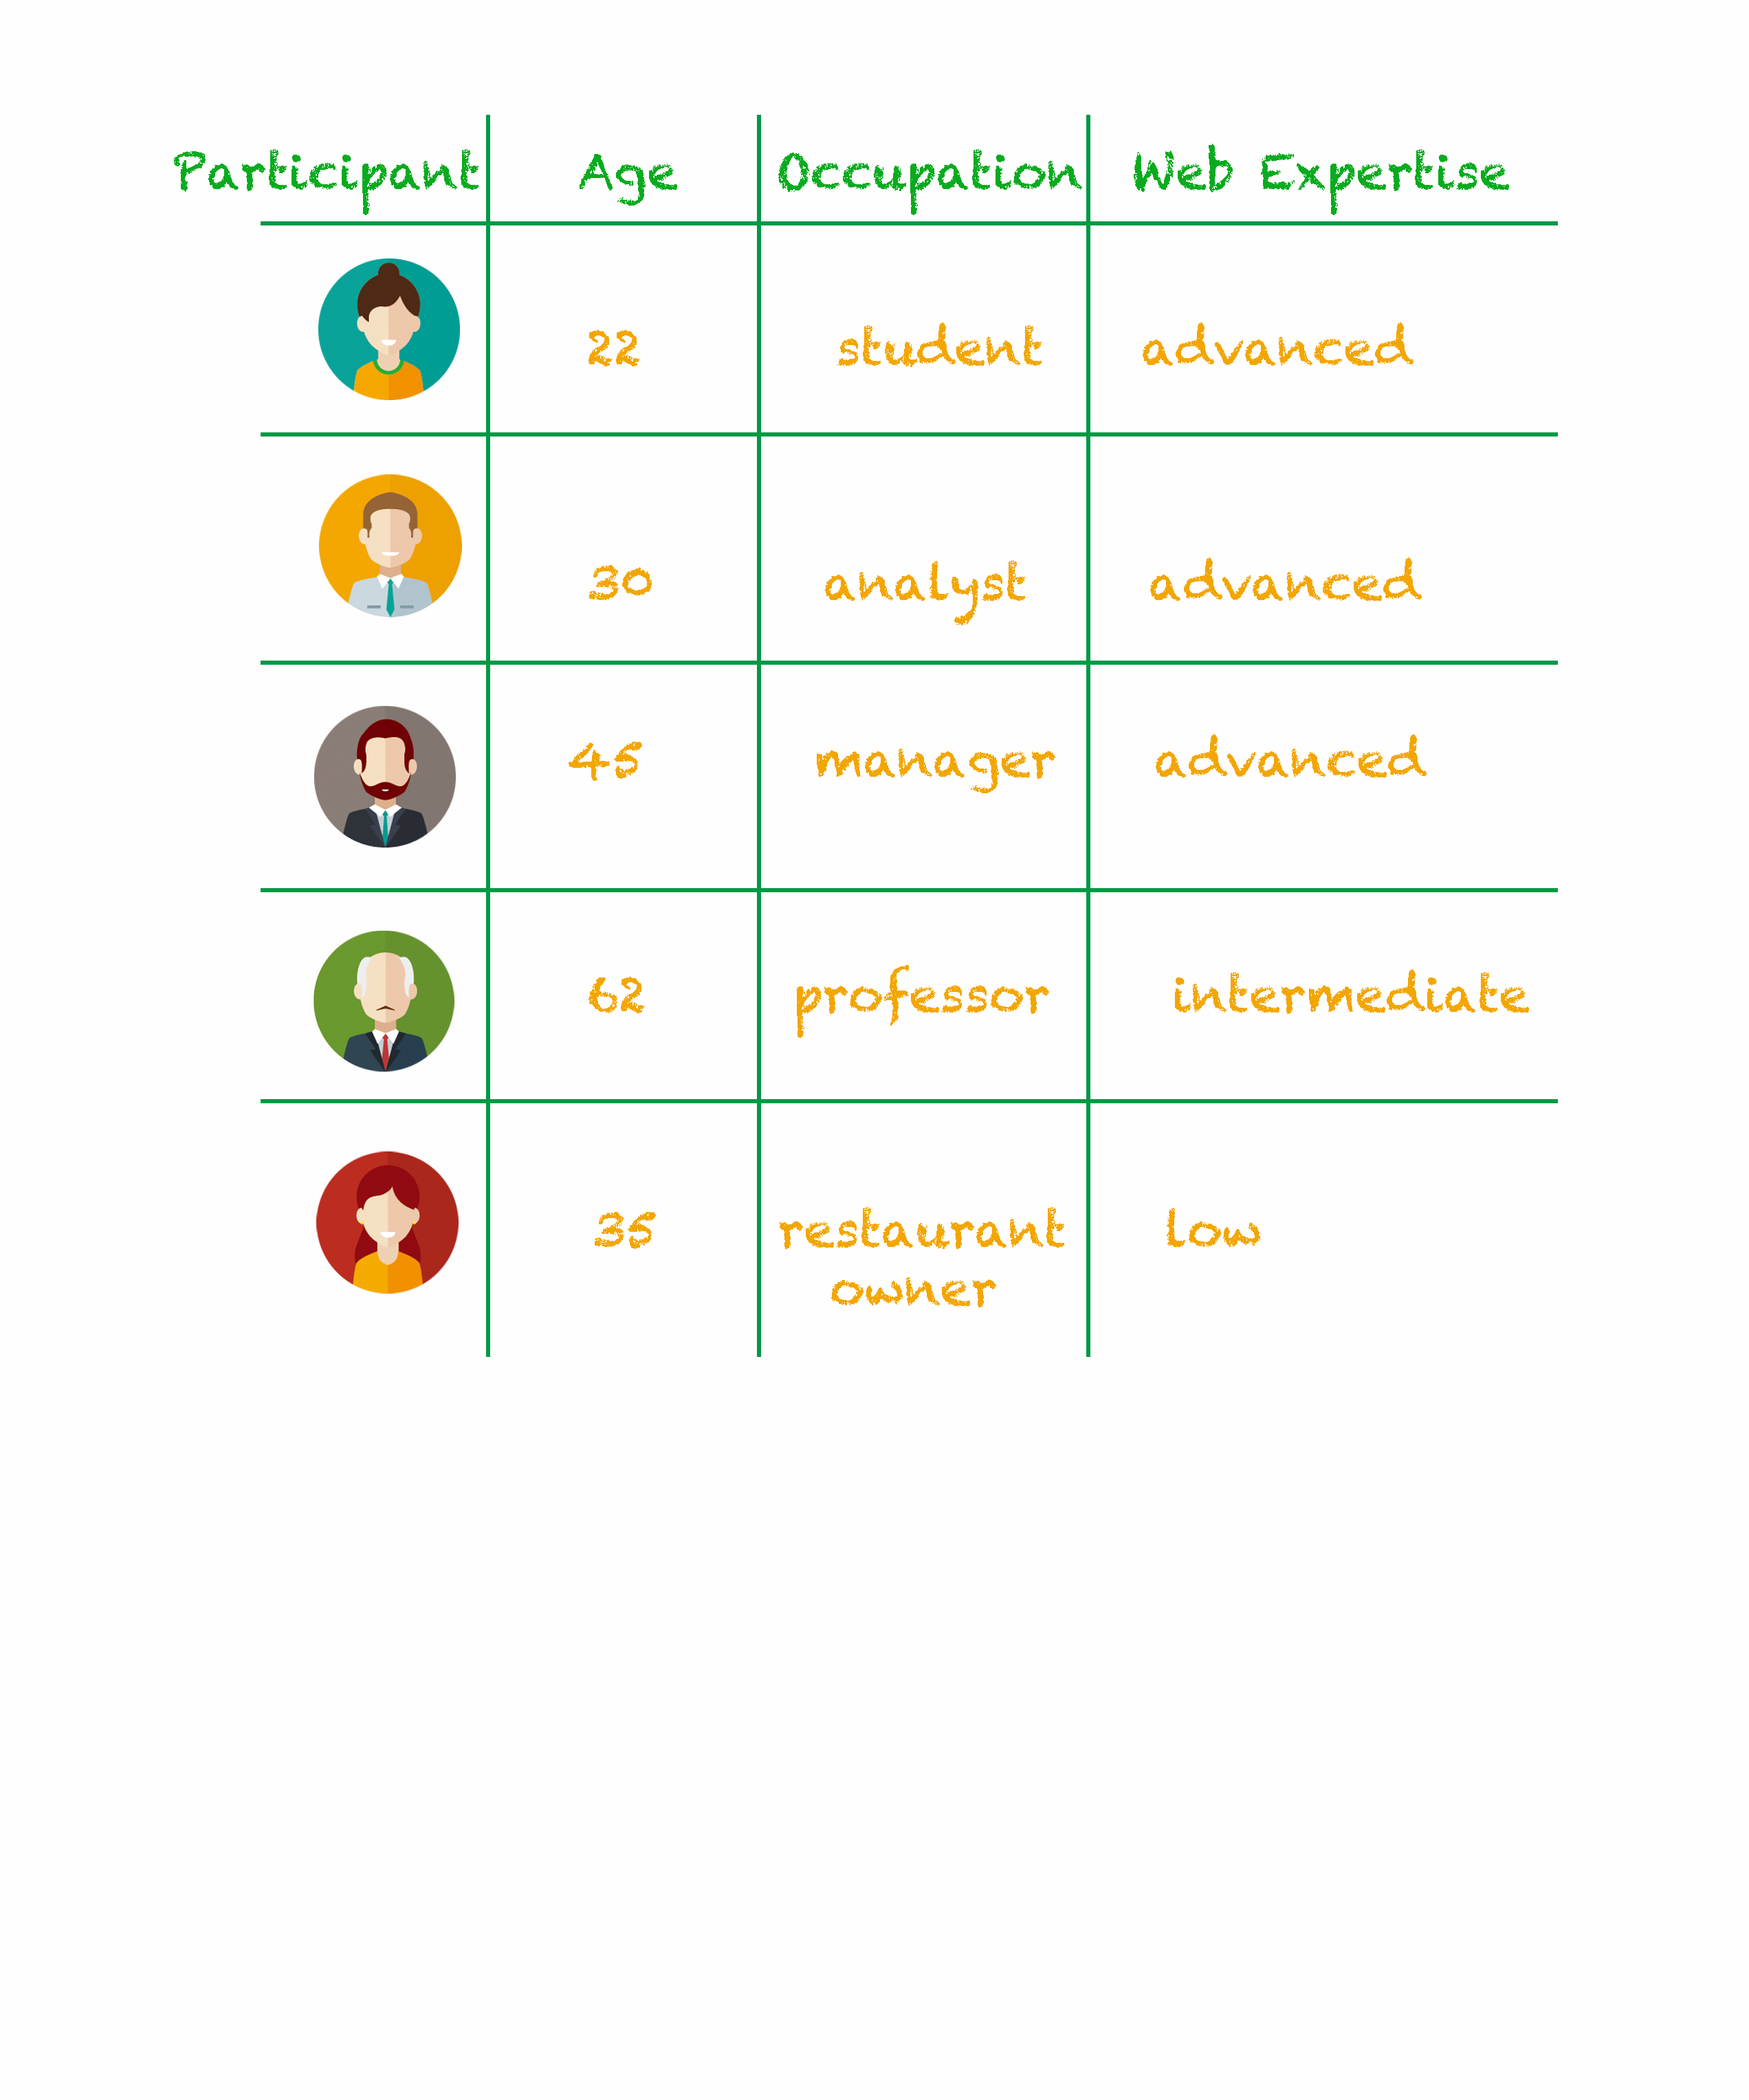 Participant Age Occupation Web Expertise
22 student advanced
30 analyst advanced
45 manager advanced
62 professor intermediate
35 restaurant low
owner